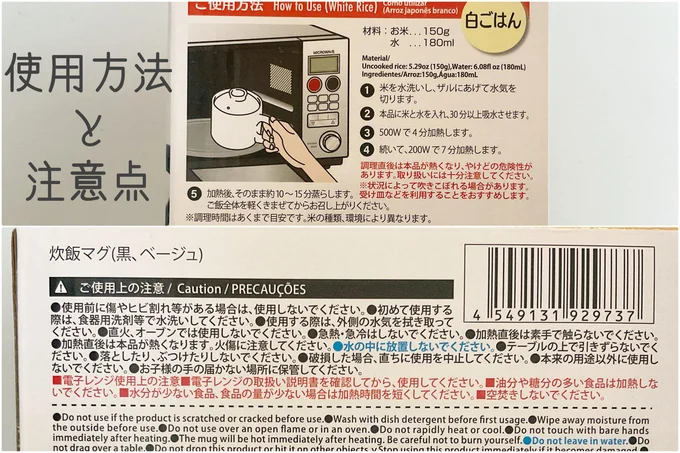 使用方法
と
注意点
ご使用方法 How to Use (White Rice) Cómo utilizar
(Arroz japonés branco)
白ごはん
材料:お米...150g
水...180ml
MICROWAVE
Material/
Uncooked rice: 5.29oz (150g),Water: 6.08fl oz (180mL)
Ingredientes/Arroz:150g,Agua:180mL
❶ 米を水洗いし、ザルにあげて水気を
切ります。
❷ 本品に米と水を入れ、30分以上吸水させます。
❸ 500Wで4分加熱します。
❹ 続いて、200Wで7分加熱します。
調理直後は本品が熱くなり、やけどの危険性が
あります。取り扱いには十分注意してください。
※状況によって吹きこぼれる場合があります。
受け皿などを利用することをおすすめします。
❺ 加熱後、そのまま約10〜15分蒸らします。
ご飯全体を軽くきまぜてからお召し上がりください。
※調理時間はあくまで目安です。米の種類、環境により異なります。
炊飯マグ(黒、ベージュ)
4 549131 929737
ご使用上の注意 / Caution / PRECAUÇÕES
●使用前に傷やヒビ割れ等がある場合は、使用しないでください。●初めて使用する
際は、食器用洗剤等で水洗いしてください。●使用する際は、外側の水気を拭き取って
ください。●直火、オーブンでは使用しないでください。●急熱・急冷はしないでください。●加熱直後は素手で触らないでください。
●加熱直後は本品が熱くなります。火傷に注意してください。●水の中に放置しないでください。●テーブルの上で引きずらないでく
ださい。●落としたり、ぶつけたりしないでください。●破損した場合、直ちに使用を中止してください。●本来の用途以外に使用し
ないでください。●お子様の手の届かない場所に保管してください。
■電子レンジ使用上の注意■電子レンジの取扱い説明書を確認してから、使用してください。■油分や糖分の多い食品は加熱しな
いでください。■水分が少ない食品、食品の量が少ない場合は加熱時間を短くしてください。■空焚きしないでください。
●Do not use if the product is scratched or cracked before use.●Wash with dish detergent before first usage.●Wipe away moisture from
the outside before use.●Do not use over an open flame or in an oven.●Do not rapidly heat or cool.●Do not touch with bare hands
immediately after heating.●The mug will be hot immediately after heating. Be careful not to burn yourself.●Do not leave in water.●Do
not drag over a table.●Do not drop this product or hit it on other objects.